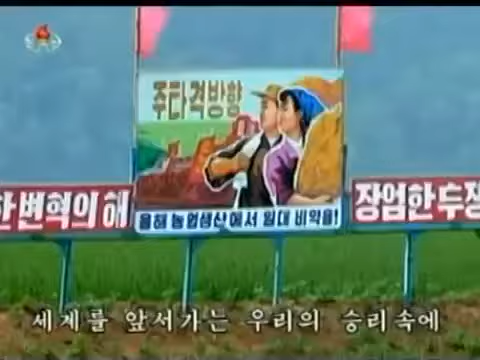 주타격방향
한 변혁의 해
올해 농업생산에서 일대 비약을!
장엄한 투쟁
세계를 앞서가는 우리의 승리속에